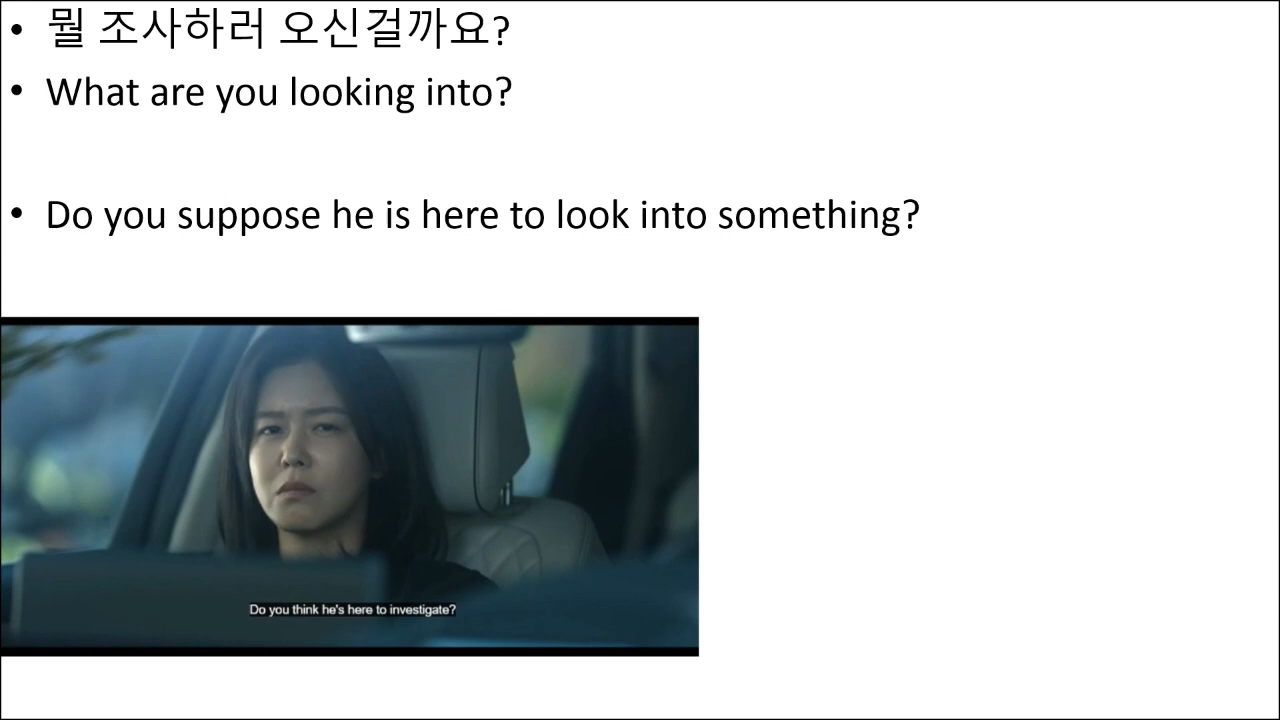 • 뭘 조사하러 오신걸까요?
• What are you looking into?
• Do you suppose he is here to look into something?
Do you think he's here to investigate?